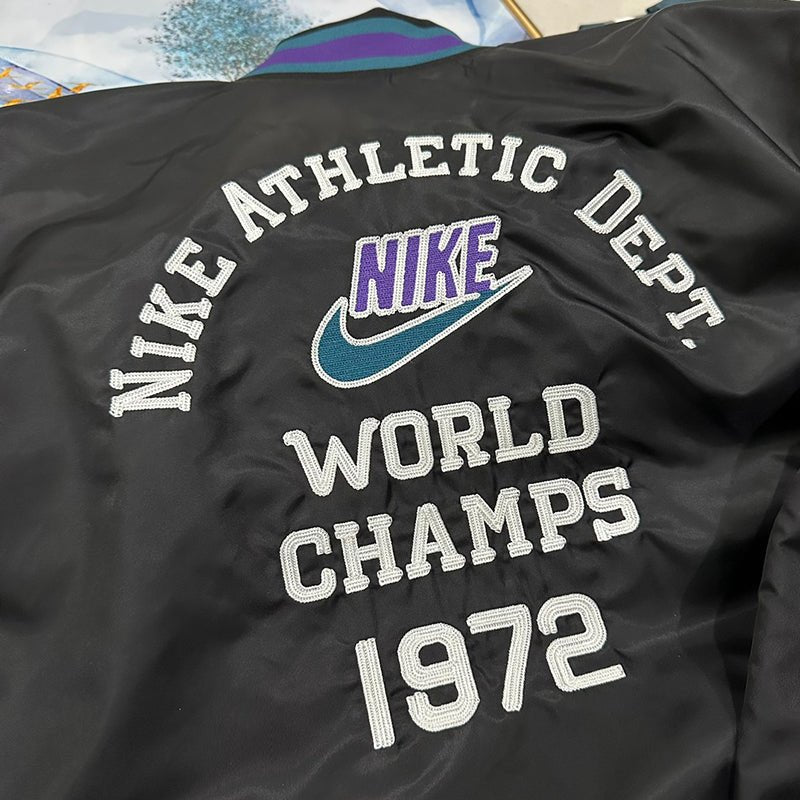 NIKE ATHLETIC DEPT.
NIKE
WORLD
CHAMPS
1972